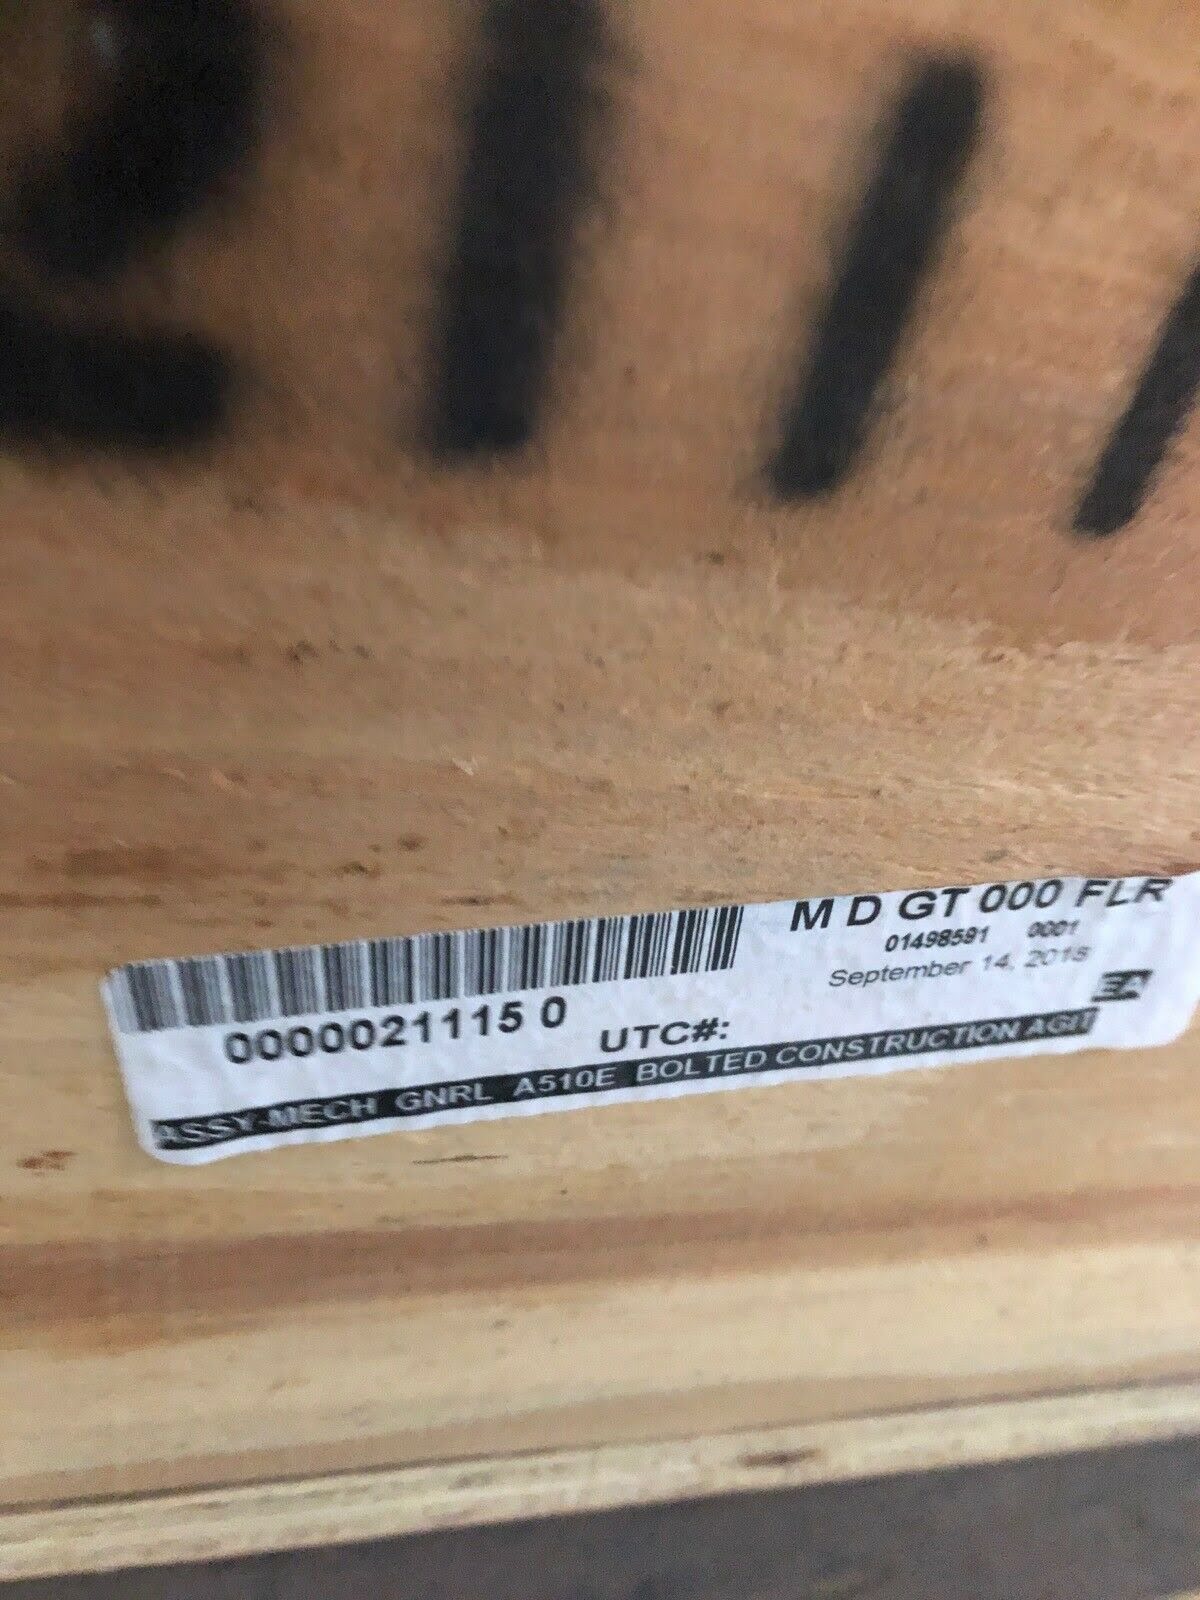 M D GT 000 FLR
01498591 0001
September 14, 2018
EA
0000021115 0
UTC#:
ASSY-MECH GNRL A510E BOLTED CONSTRUCTION AGIT